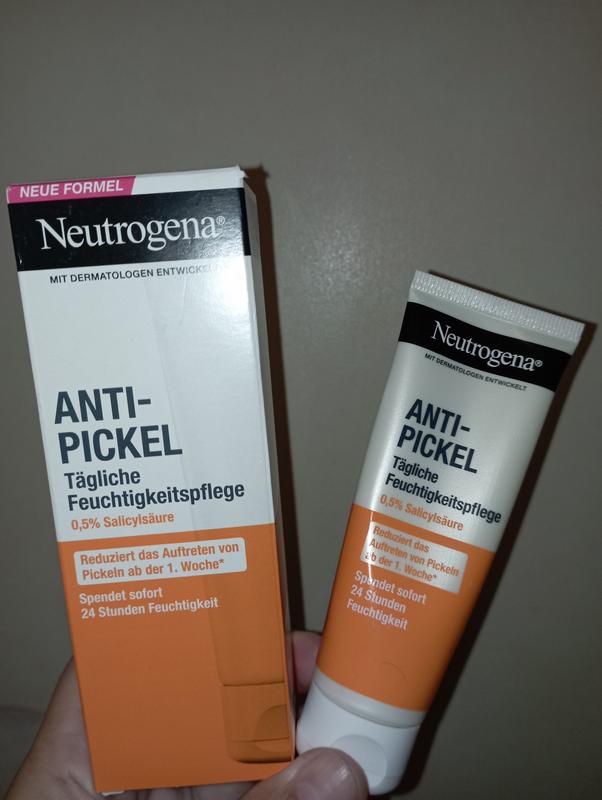 NEUE FORMEL
Neutrogena®
MIT DERMATOLOGEN ENTWICKEL
ANTI-
PICKEL
Tägliche
Feuchtigkeitspflege
0,5% Salicylsäure
Reduziert das Auftreten von
Pickeln ab der 1. Woche*
Spendet sofort
24 Stunden Feuchtigkeit
Neutrogena®
MIT DERMATOLOGEN ENTWICKELT
ANTI-
PICKEL
Tägliche
Feuchtigkeitspflege
0,5% Salicylsäure
Reduziert das
Auftreten von Pickeln
ab der 1. Woche*
Spendet sofort
24 Stunden
Feuchtigkeit